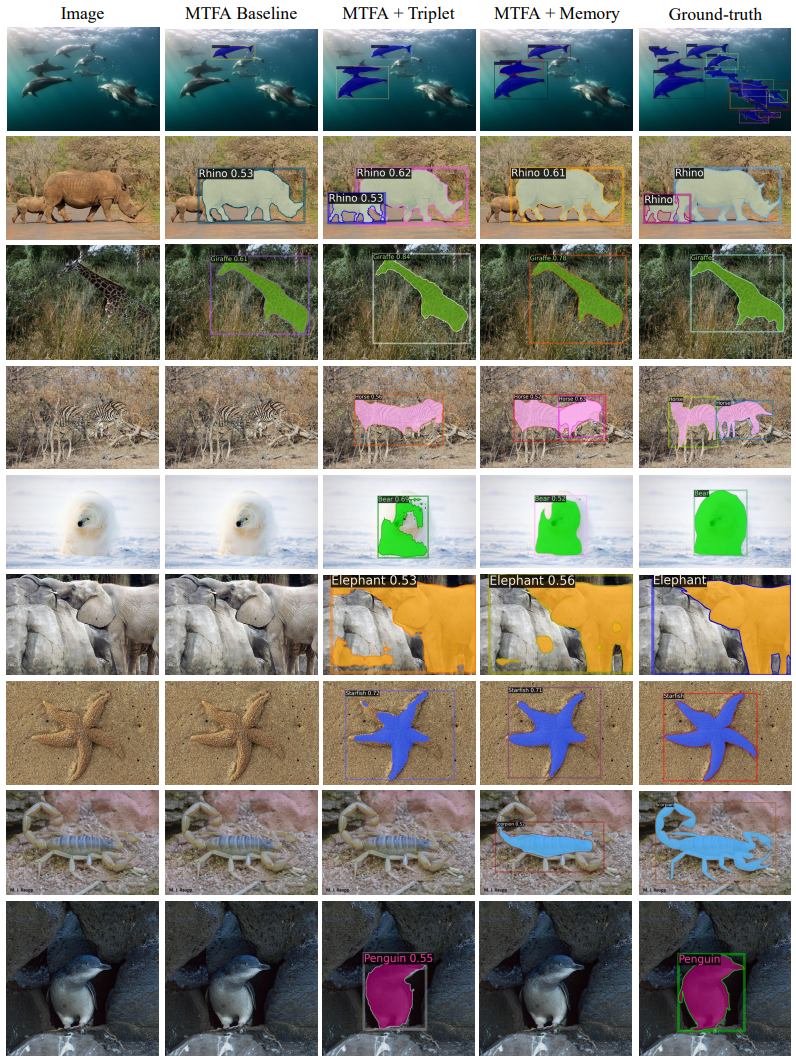 Image MTFA Baseline MTFA + Triplet MTFA + Memory Ground-truth
Rhino 0.53 Rhino 0.62 Rhino 0.61 Rhino
Rhino 0.53 Rhino
Giraffe 0.61 Giraffe 0.84 Giraffe 0.78 Giraffe
Horse 0.56 Horse 0.52 Horse 0.63 Horse Horse
Bear 0.69 Bear 0.52 Bear
Elephant 0.53 Elephant 0.56 Elephant
Starfish 0.72 Starfish 0.71 Starfish
Scorpion 0.52 Scorpion
M. J. Raupp M. J. Raupp M. J. Raupp M. J. Raupp M. J. Raupp
Penguin 0.55 Penguin